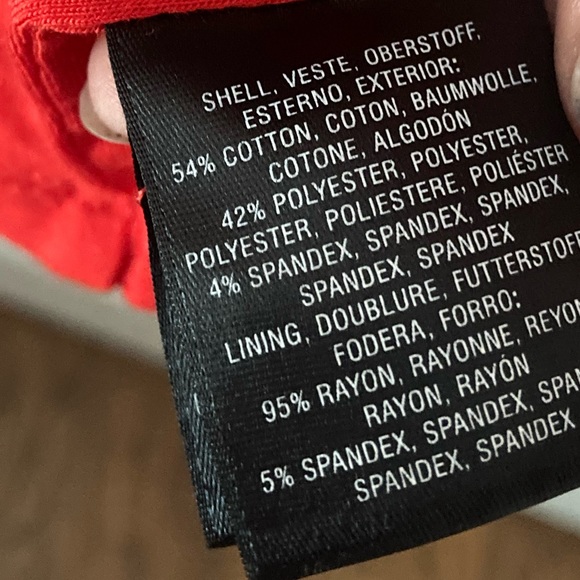 SHELL, VESTE, OBERSTOFF,
ESTERNO, EXTERIOR:
54% COTTON, COTON, BAUMWOLLE,
COTONE, ALGODÓN
42% POLYESTER, POLYESTER,
POLYESTER, POLIESTERE, POLIÉSTER
4% SPANDEX, SPANDEX, SPANDEX,
SPANDEX, SPANDEX
LINING, DOUBLURE, FUTTERSTOFF
FODERA, FORRO:
95% RAYON, RAYONNE, REYON
RAYON, RAYÓN
5% SPANDEX, SPANDEX, SPAN
SPANDEX, SPANDEX